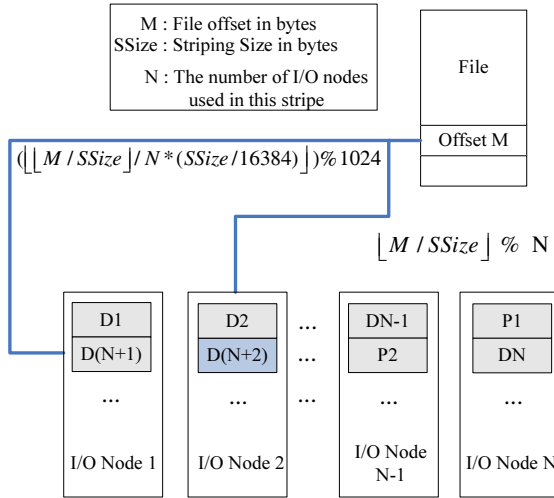 M : File offset in bytes
SSize : Striping Size in bytes
N : The number of I/O nodes
used in this stripe
File
Offset M
(⌊⌊M / SSize⌋ / N * (SSize / 16384)⌋)% 1024
⌊M / SSize⌋ % N
D1
D(N+1)
...
I/O Node 1
D2
D(N+2)
...
I/O Node 2
...
...
...
DN-1
P2
...
I/O Node
N-1
P1
DN
...
I/O Node N